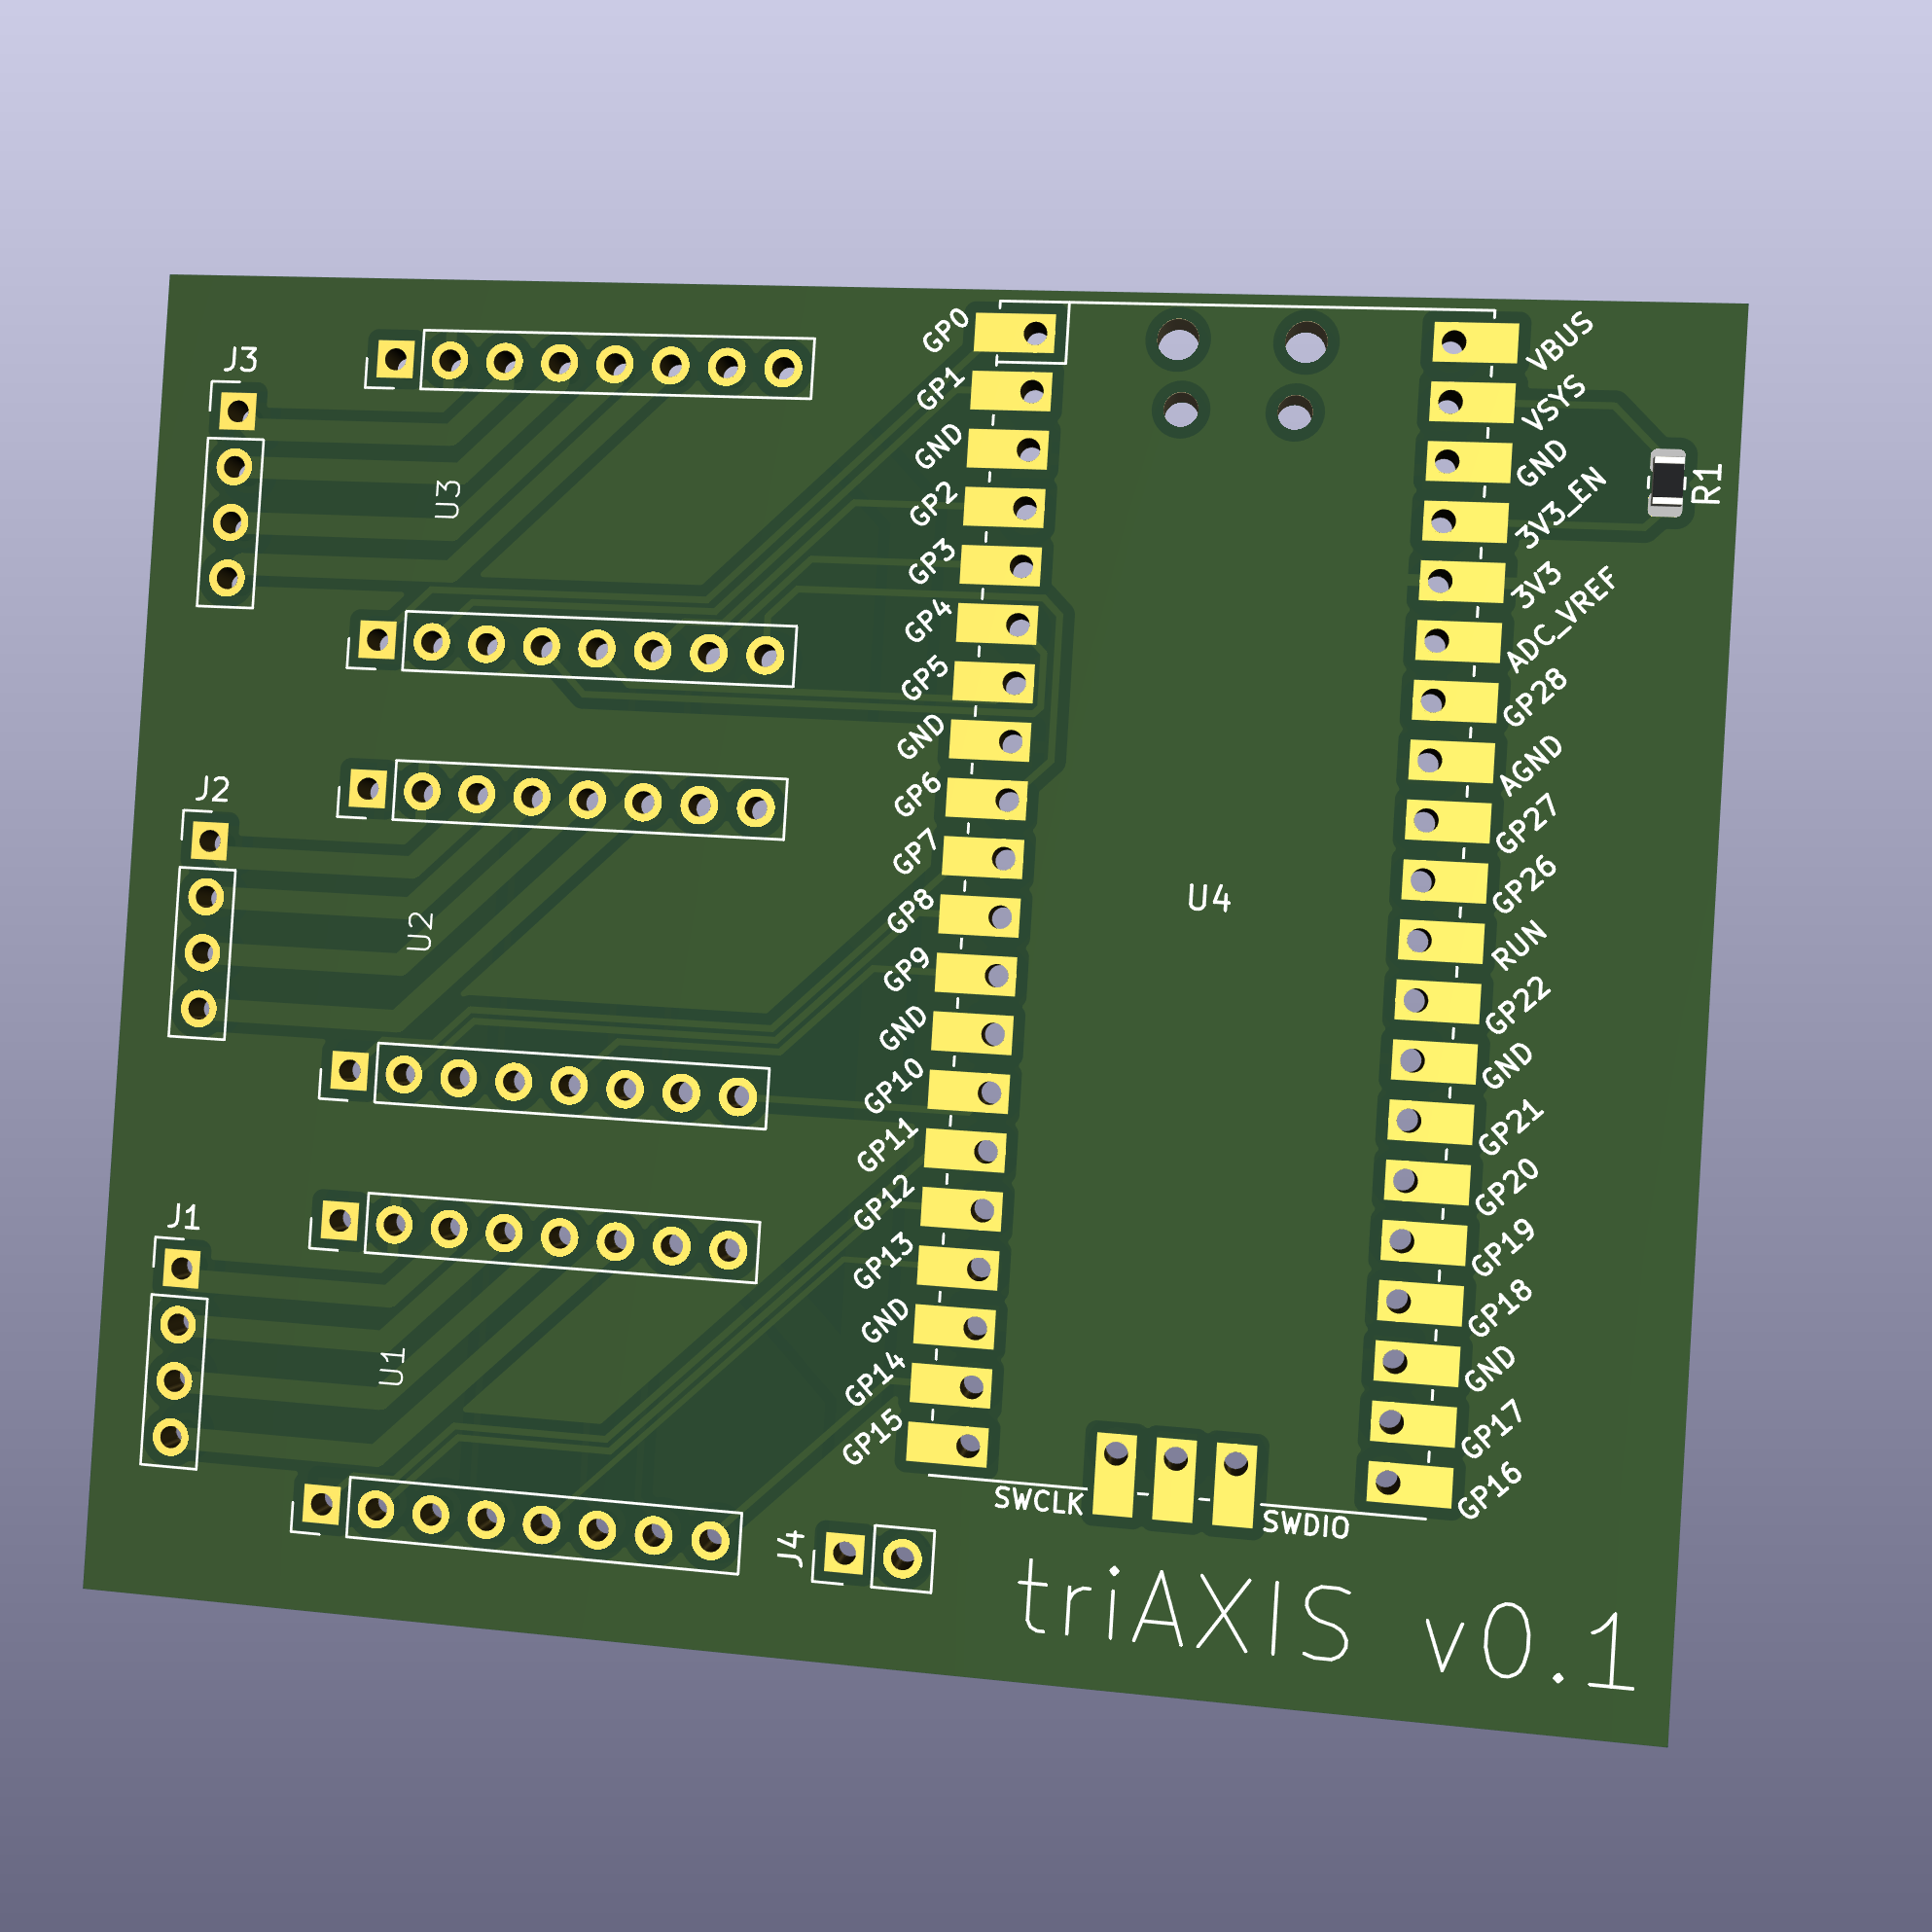 J3
U3
J2
U2
J1
U1
GP0
GP1
GND
GP2
GP3
GP4
GP5
GND
GP6
GP7
GP8
GP9
GND
GP10
GP11
GP12
GP13
GND
GP14
GP15
U4
VBUS
VSYS
GND
3V3_EN
3V3
ADC_VREF
GP28
AGND
GP27
GP26
RUN
GP22
GND
GP21
GP20
GP19
GP18
GND
GP17
GP16
R1
SWCLK
SWDIO
J4
triAXIS v0.1